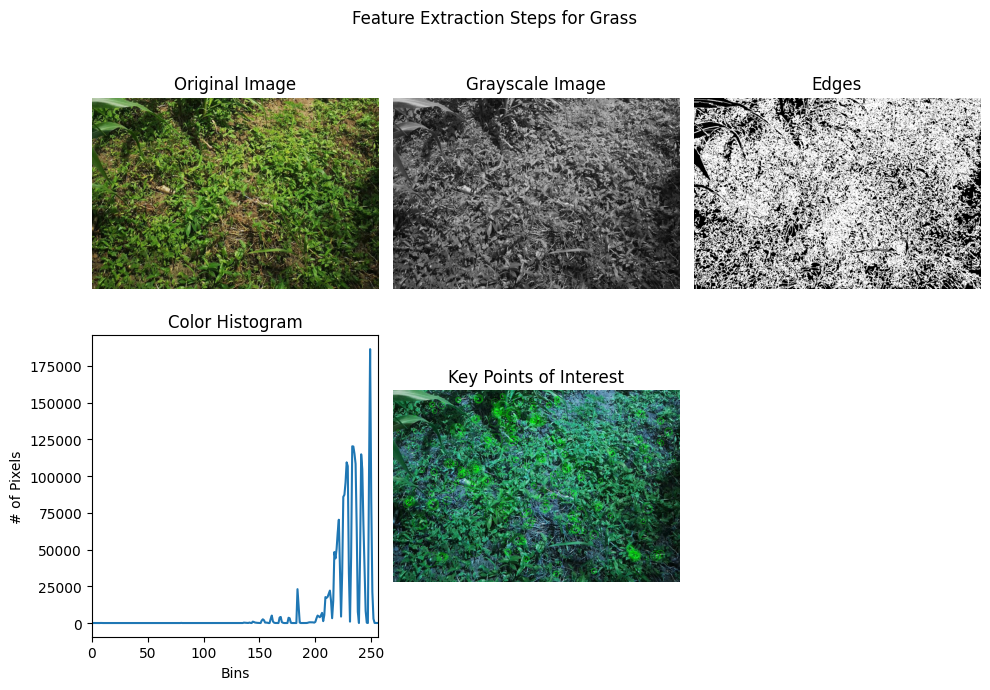 Feature Extraction Steps for Grass
Original Image
Grayscale Image
Edges
Color Histogram
175000
150000
125000
100000
75000
50000
25000
0
# of Pixels
0 50 100 150 200 250
Bins
Key Points of Interest